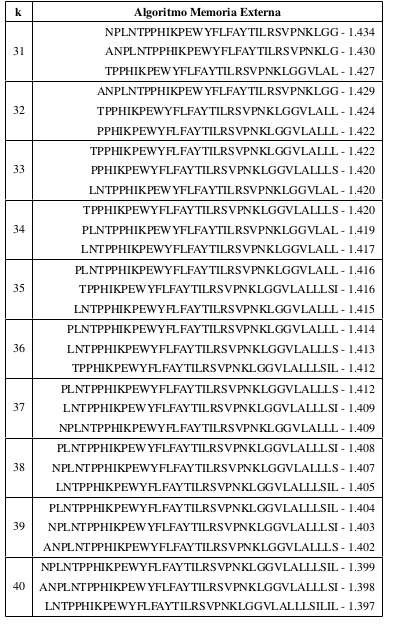 k Algoritmo Memoria Externa
31
NPLNTPPHIKPEWYFLFAYTILRSVPNKLGG - 1.434
ANPLNTPPHIKPEWYFLFAYTILRSVPNKLG - 1.430
TPPHIKPEWYFLFAYTILRSVPNKLGGVLAL - 1.427
32
ANPLNTPPHIKPEWYFLFAYTILRSVPNKLGG - 1.429
TPPHIKPEWYFLFAYTILRSVPNKLGGVLALL - 1.424
PPHIKPEWYFLFAYTILRSVPNKLGGVLALLL - 1.422
33
TPPHIKPEWYFLFAYTILRSVPNKLGGVLALLL - 1.422
PPHIKPEWYFLFAYTILRSVPNKLGGVLALLLS - 1.420
LNTPPHIKPEWYFLFAYTILRSVPNKLGGVLAL - 1.420
34
TPPHIKPEWYFLFAYTILRSVPNKLGGVLALLLS - 1.420
PLNTPPHIKPEWYFLFAYTILRSVPNKLGGVLAL - 1.419
LNTPPHIKPEWYFLFAYTILRSVPNKLGGVLALL - 1.417
35
PLNTPPHIKPEWYFLFAYTILRSVPNKLGGVLALL - 1.416
TPPHIKPEWYFLFAYTILRSVPNKLGGVLALLLSI - 1.416
LNTPPHIKPEWYFLFAYTILRSVPNKLGGVLALLL - 1.415
36
PLNTPPHIKPEWYFLFAYTILRSVPNKLGGVLALLL - 1.414
LNTPPHIKPEWYFLFAYTILRSVPNKLGGVLALLLS - 1.413
TPPHIKPEWYFLFAYTILRSVPNKLGGVLALLLSIL - 1.412
37
PLNTPPHIKPEWYFLFAYTILRSVPNKLGGVLALLLS - 1.412
LNTPPHIKPEWYFLFAYTILRSVPNKLGGVLALLLSI - 1.409
NPLNTPPHIKPEWYFLFAYTILRSVPNKLGGVLALLL - 1.409
38
PLNTPPHIKPEWYFLFAYTILRSVPNKLGGVLALLLSI - 1.408
NPLNTPPHIKPEWYFLFAYTILRSVPNKLGGVLALLLS - 1.407
LNTPPHIKPEWYFLFAYTILRSVPNKLGGVLALLLSIL - 1.405
39
PLNTPPHIKPEWYFLFAYTILRSVPNKLGGVLALLLSIL - 1.404
NPLNTPPHIKPEWYFLFAYTILRSVPNKLGGVLALLLSI - 1.403
ANPLNTPPHIKPEWYFLFAYTILRSVPNKLGGVLALLLS - 1.402
40
NPLNTPPHIKPEWYFLFAYTILRSVPNKLGGVLALLLSIL - 1.399
ANPLNTPPHIKPEWYFLFAYTILRSVPNKLGGVLALLLSI - 1.398
LNTPPHIKPEWYFLFAYTILRSVPNKLGGVLALLLSILIL - 1.397